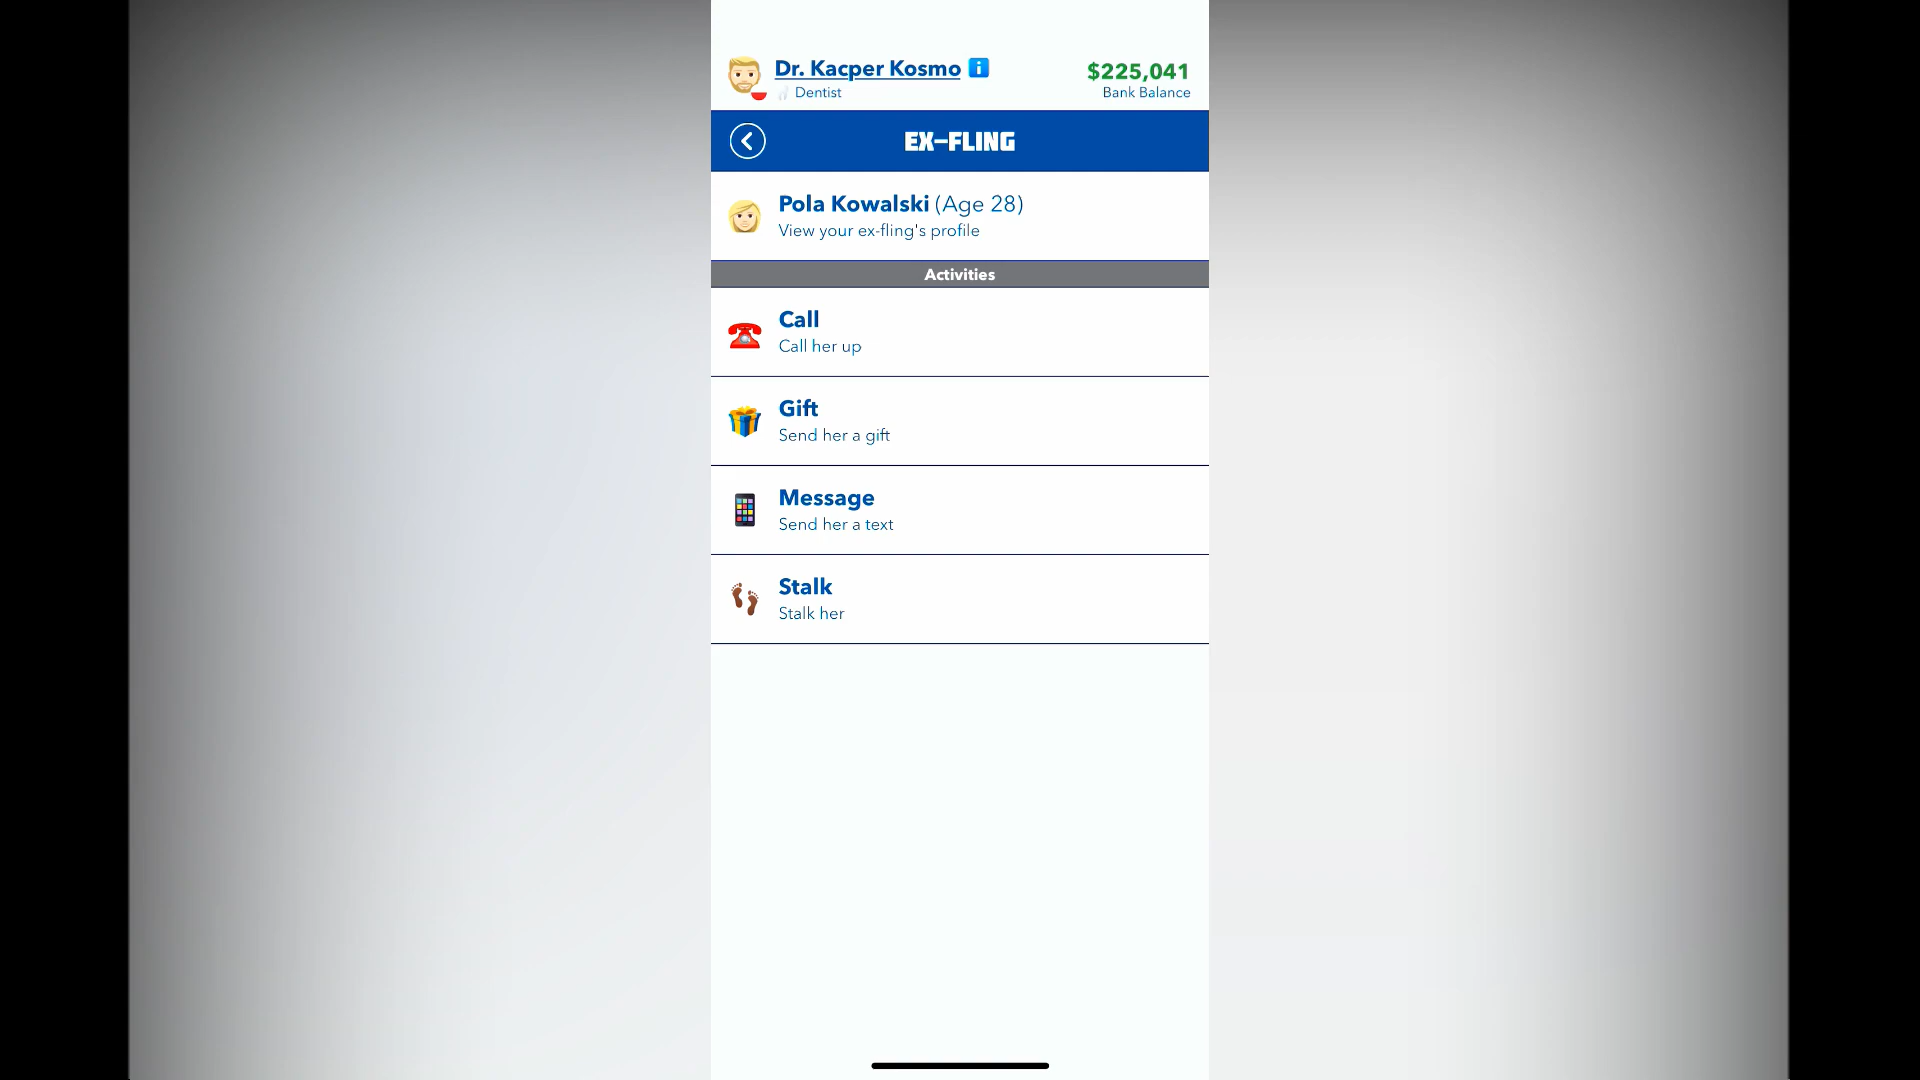 Dr. Kacper Kosmo
$225,041
Dentist
Bank Balance
EX-FLING
Pola Kowalski (Age 28)
View your ex-fling's profile
Activities
Call
Call her up
Gift
Send her a gift
Message
Send her a text
Stalk
Stalk her